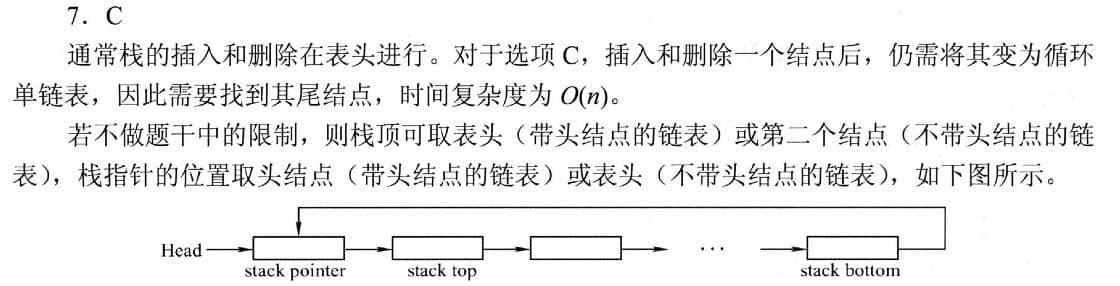 7．C
通常栈的插入和删除在表头进行。对于选项 C，插入和删除一个结点后，仍需将其变为循环
单链表，因此需要找到其尾结点，时间复杂度为 O(n)。
若不做题干中的限制，则栈顶可取表头（带头结点的链表）或第二个结点（不带头结点的链
表），栈指针的位置取头结点（带头结点的链表）或表头（不带头结点的链表），如下图所示。
Head
...
stack pointer stack top stack bottom